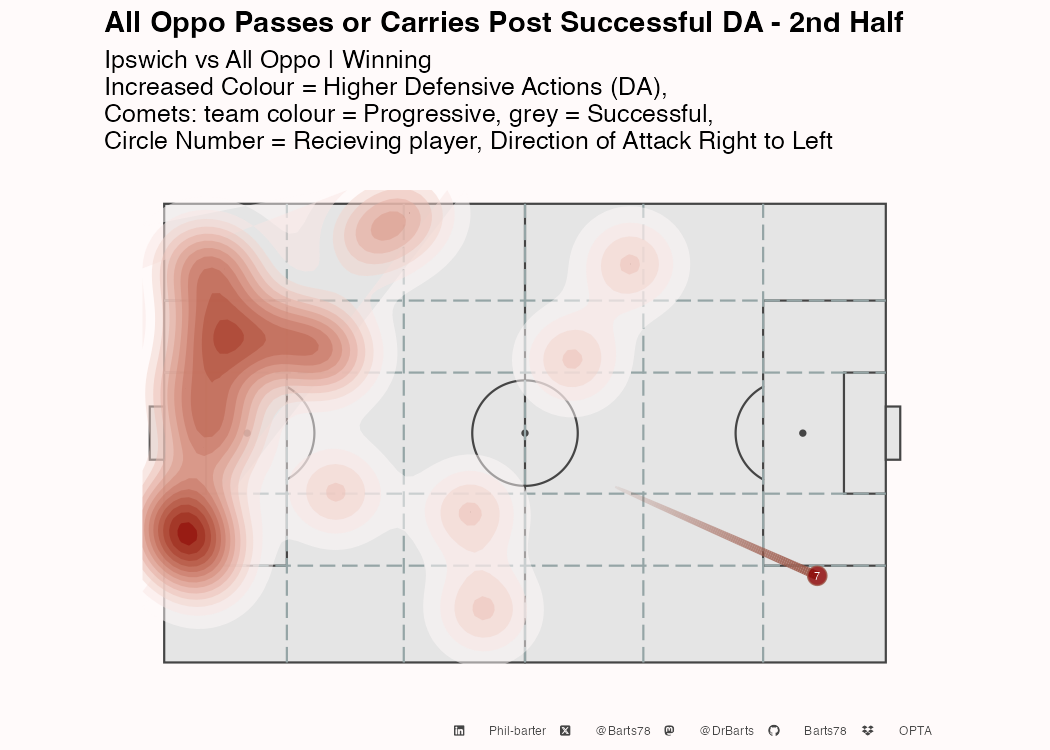 All Oppo Passes or Carries Post Successful DA - 2nd Half
Ipswich vs All Oppo | Winning
Increased Colour = Higher Defensive Actions (DA),
Comets: team colour = Progressive, grey = Successful,
Circle Number = Recieving player, Direction of Attack Right to Left
7
Phil-barter @Barts78 @DrBarts Barts78 OPTA